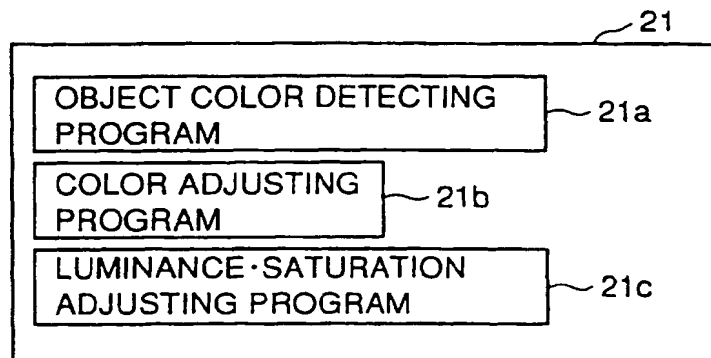 21
OBJECT COLOR DETECTING
PROGRAM
21a
COLOR ADJUSTING
PROGRAM
21b
LUMINANCE·SATURATION
ADJUSTING PROGRAM
21c